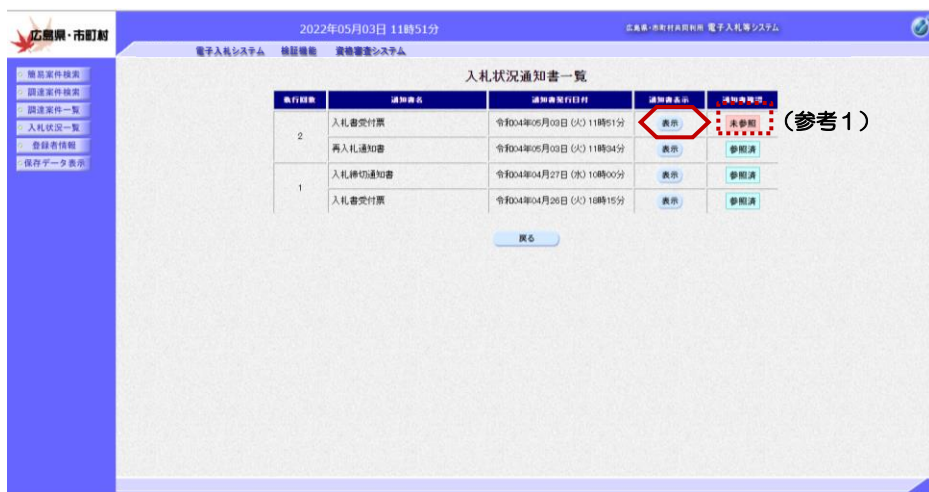 広島県・市町村
2022年05月03日 11時51分
広島県・市町村共同利用 電子入札等システム
電子入札システム 検証機能 資格審査システム
簡易案件検索
調達案件検索
調達案件一覧
入札状況一覧
登録者情報
保存データ表示
入札状況通知書一覧
執行回数 通知書名 通知書発行日付 通知書表示 通知書確認
2 入札書受付票 令和004年05月03日 (火) 11時51分 表示 未参照 (参考1)
再入札通知書 令和004年05月03日 (火) 11時34分 表示 参照済
1 入札締切通知書 令和004年04月27日 (水) 10時00分 表示 参照済
入札書受付票 令和004年04月26日 (火) 18時15分 表示 参照済
戻る